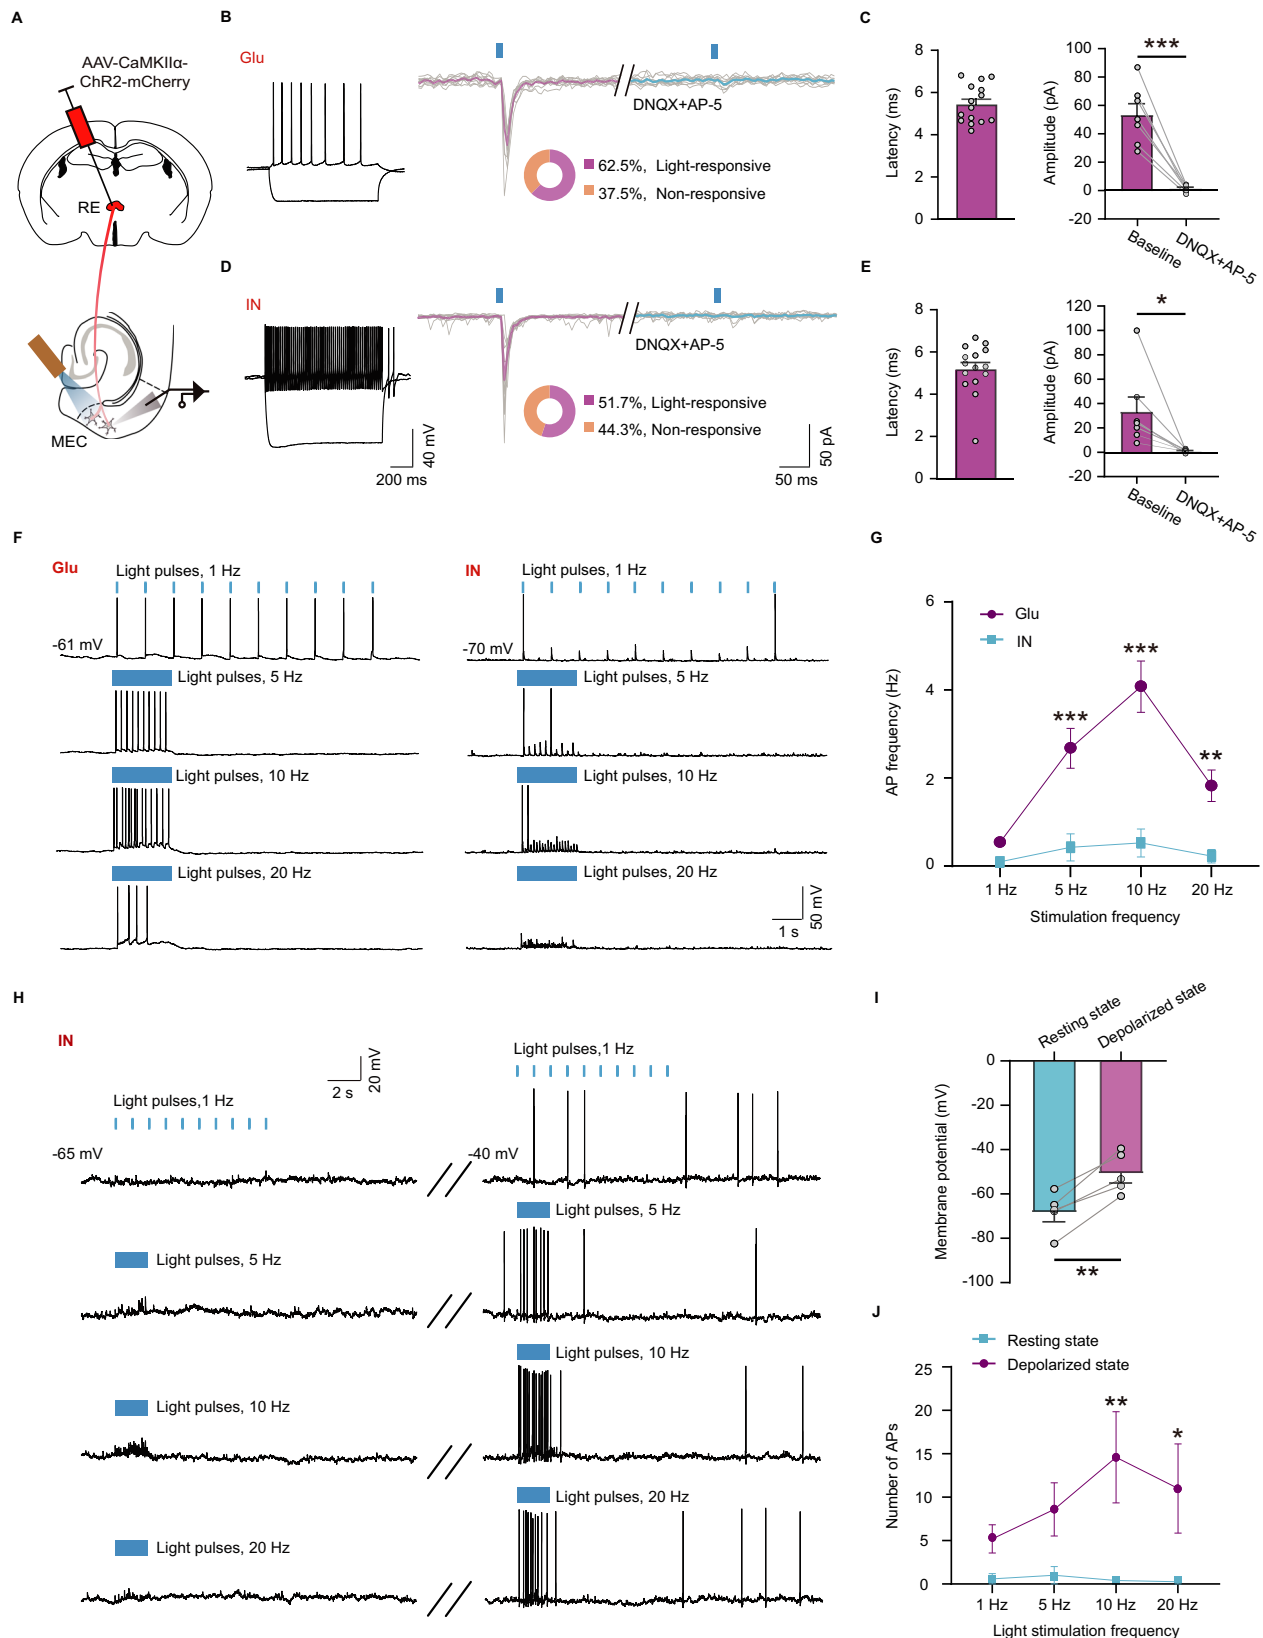 A
AAV-CaMKIIα-
ChR2-mCherry
RE
MEC
B
Glu
DNQX+AP-5
62.5%, Light-responsive
37.5%, Non-responsive
C
Latency (ms)
8
6
4
2
0
Amplitude (pA)
100
80
60
40
20
0
-20
***
Baseline
DNQX+AP-5
D
IN
DNQX+AP-5
51.7%, Light-responsive
44.3%, Non-responsive
200 ms
40 mV
50 ms
50 pA
E
Latency (ms)
8
6
4
2
0
Amplitude (pA)
120
100
80
60
40
20
0
-20
*
Baseline
DNQX+AP-5
F
Glu
Light pulses, 1 Hz
-61 mV
Light pulses, 5 Hz
Light pulses, 10 Hz
Light pulses, 20 Hz
IN
Light pulses, 1 Hz
-70 mV
Light pulses, 5 Hz
Light pulses, 10 Hz
Light pulses, 20 Hz
1 s
50 mV
G
AP frequency (Hz)
6
4
2
0
Glu
IN
***
***
**
1 Hz
5 Hz
10 Hz
20 Hz
Stimulation frequency
H
IN
2 s
20 mV
Light pulses,1 Hz
-65 mV
Light pulses, 5 Hz
Light pulses, 10 Hz
Light pulses, 20 Hz
Light pulses,1 Hz
-40 mV
Light pulses, 5 Hz
Light pulses, 10 Hz
Light pulses, 20 Hz
I
Resting state
Depolarized state
Membrane potential (mV)
0
-20
-40
-60
-80
-100
**
J
Resting state
Depolarized state
Number of APs
25
20
15
10
5
0
**
*
1 Hz
5 Hz
10 Hz
20 Hz
Light stimulation frequency